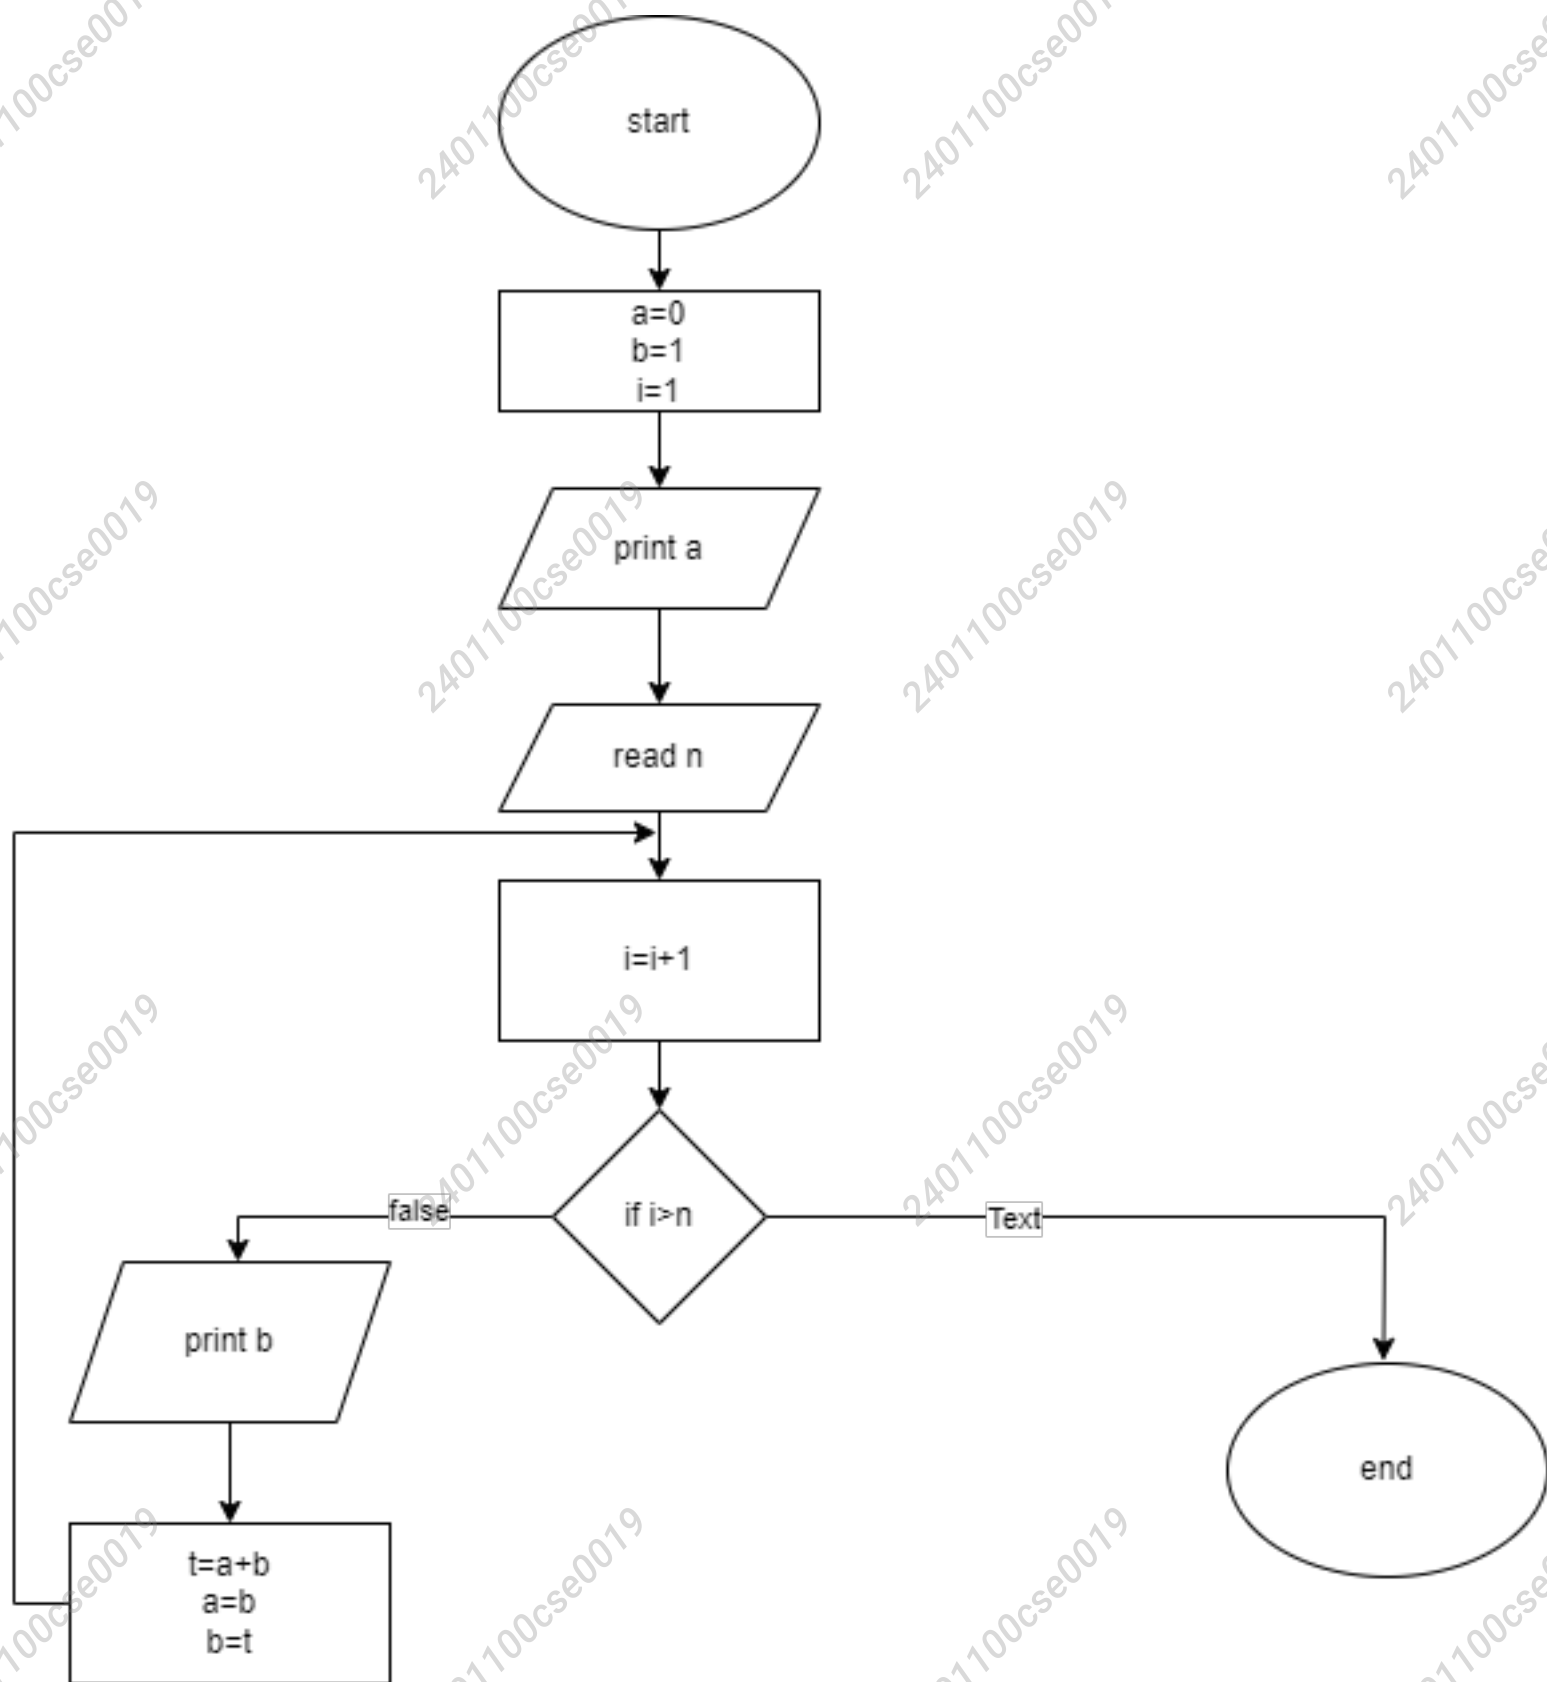 start
a=0
b=1
i=1
print a
read n
i=i+1
if i>n
false
Text
print b
end
t=a+b
a=b
b=t
2401100cse0019